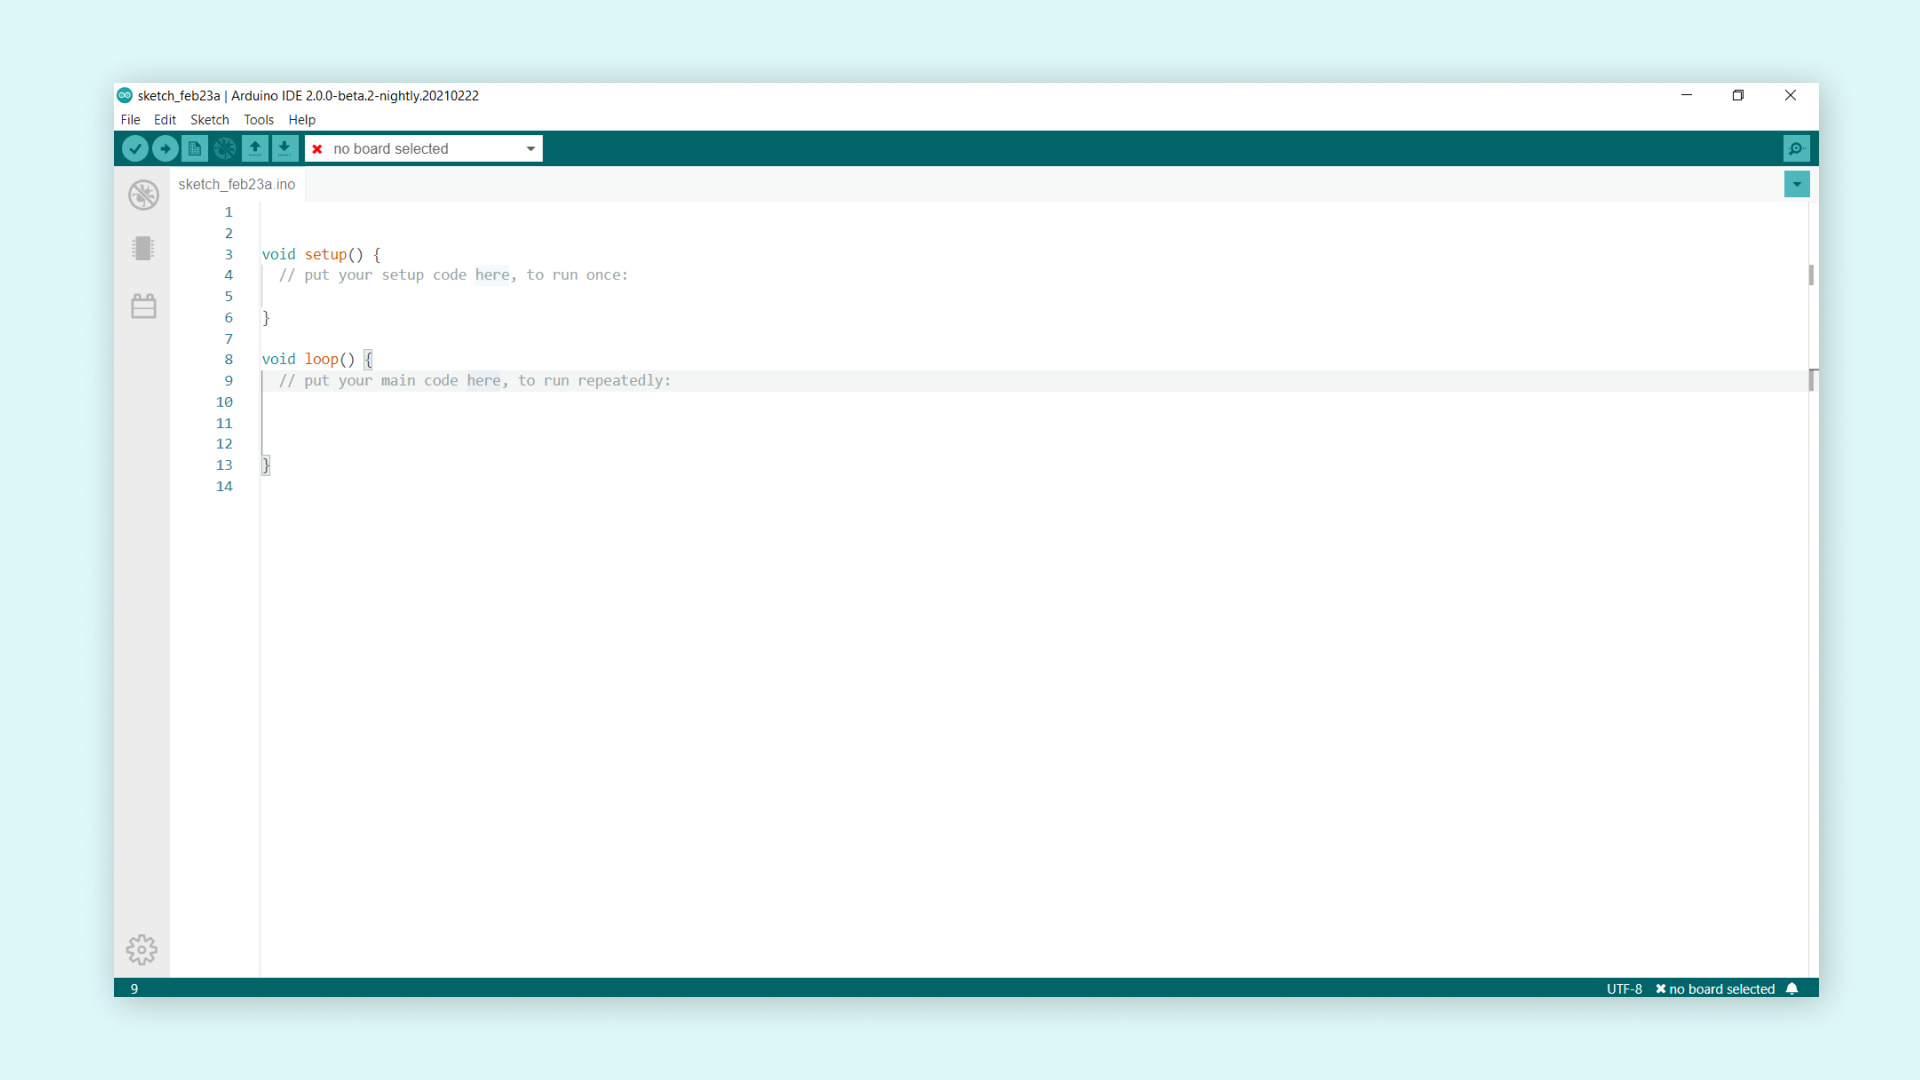 sketch_feb23a | Arduino IDE 2.0.0-beta.2-nightly.20210222
File Edit Sketch Tools Help
no board selected
sketch_feb23a.ino
1
2
3 void setup() {
4 // put your setup code here, to run once:
5
6 }
7
8 void loop() {
9 // put your main code here, to run repeatedly:
10
11
12
13 }
14
9 UTF-8 ✖ no board selected